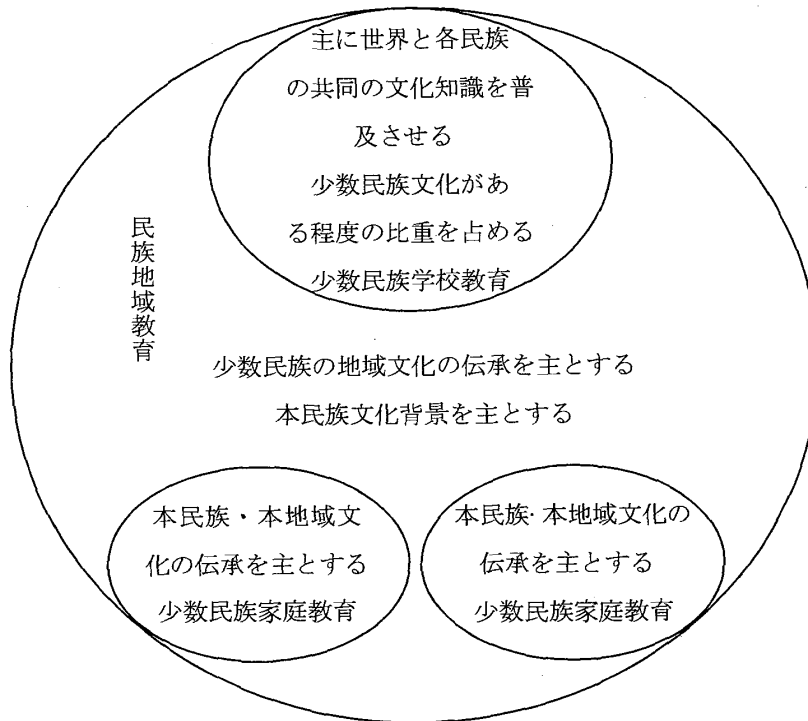 主に世界と各民族
の共同の文化知識を普
及させる
少数民族文化があ
る程度の比重を占める
少数民族学校教育
民族地域教育
少数民族の地域文化の伝承を主とする
本民族文化背景を主とする
本民族・本地域文
化の伝承を主とする
少数民族家庭教育
本民族·本地域文化の
伝承を主とする
少数民族家庭教育